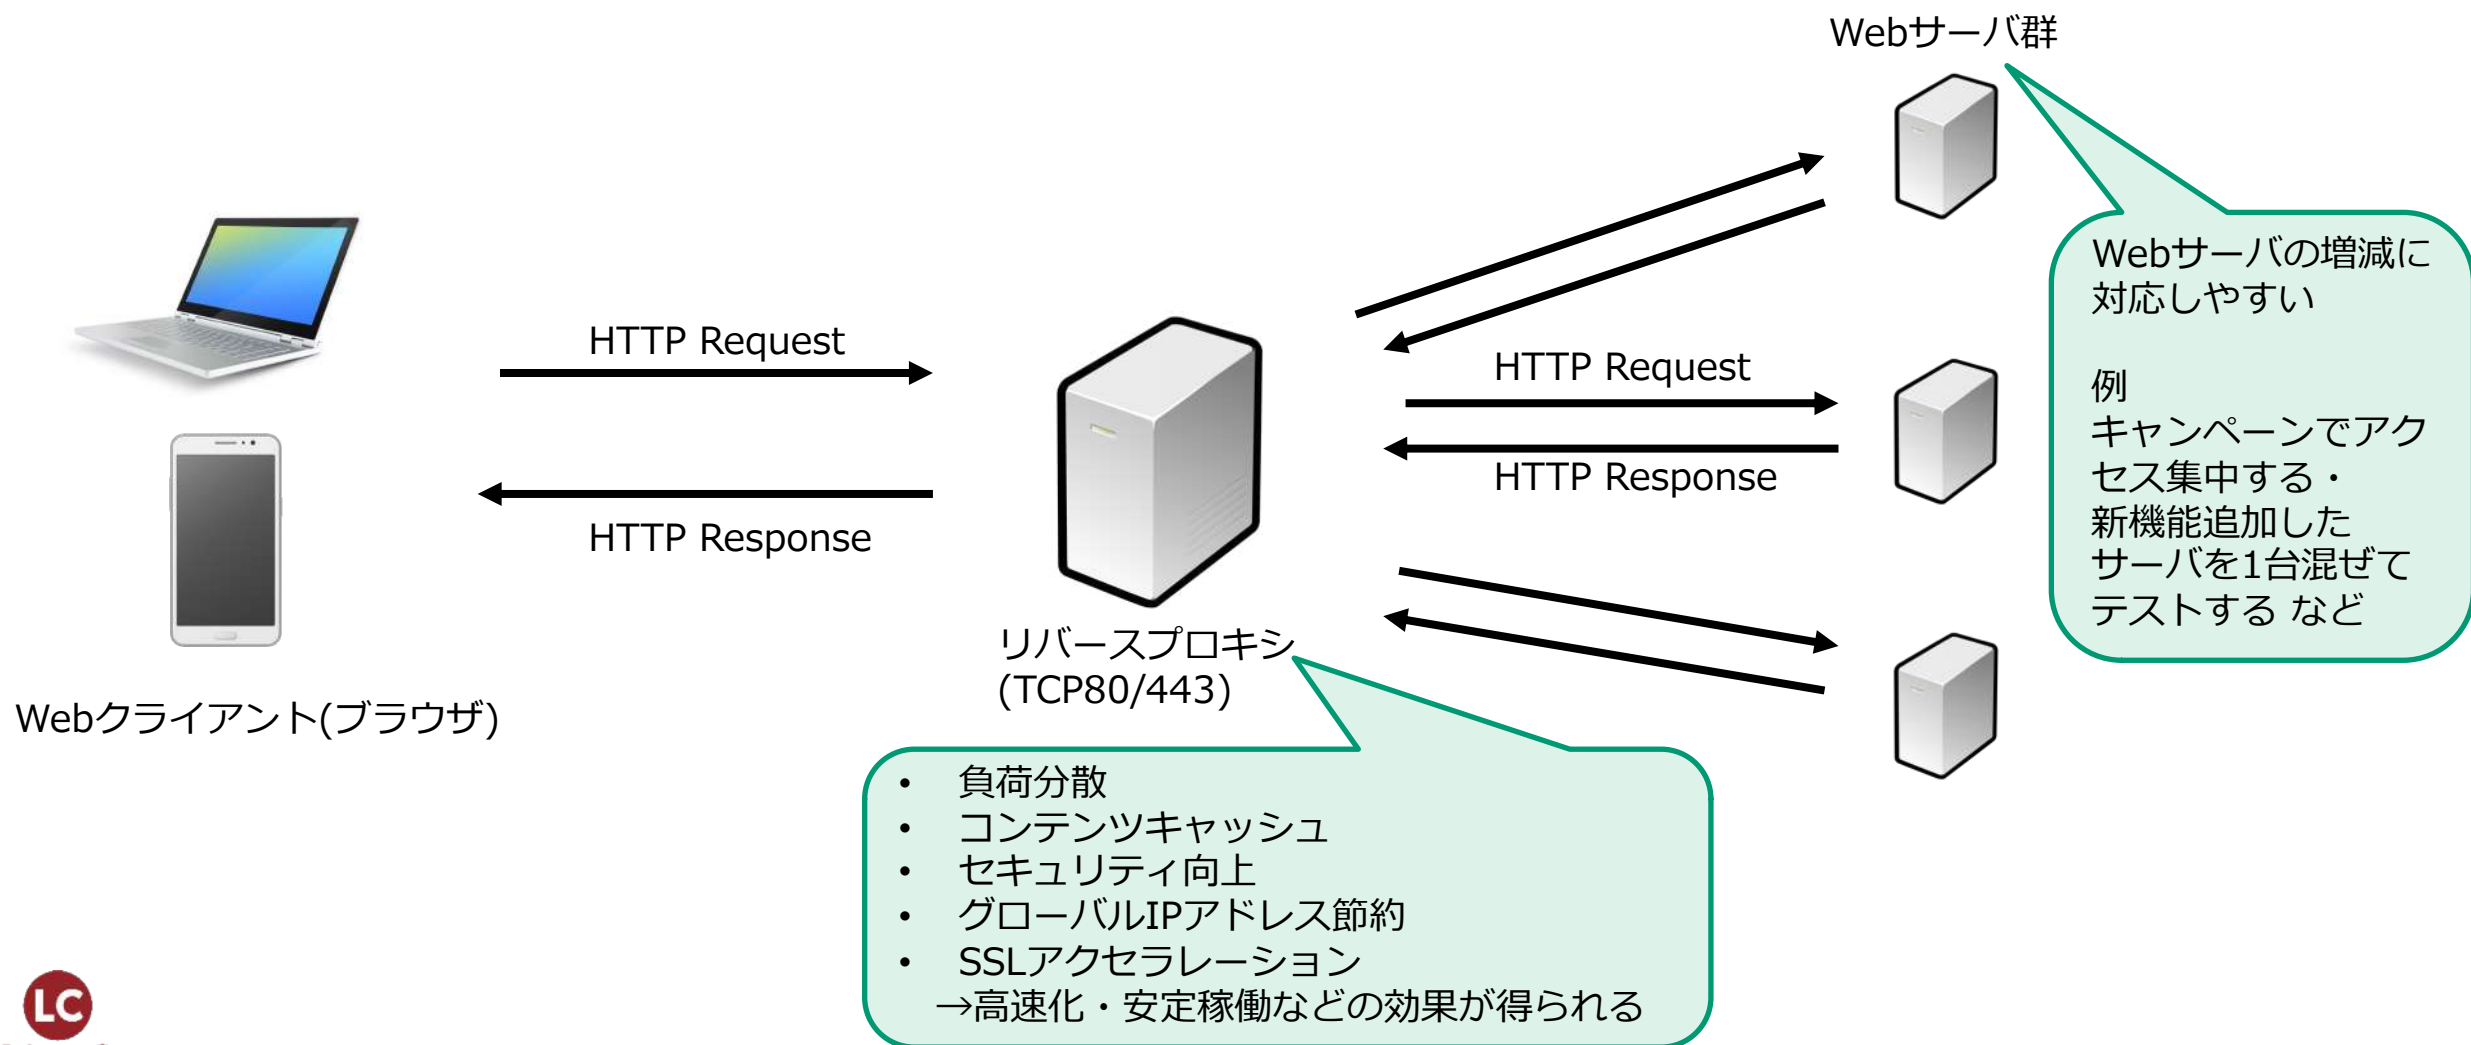 Webサーバ群
Webサーバの増減に
対応しやすい
例
キャンペーンでアク
セス集中する・
新機能追加した
サーバを1台混ぜて
テストする など
HTTP Request
HTTP Response
HTTP Request
HTTP Response
リバースプロキシ
(TCP80/443)
Webクライアント(ブラウザ)
• 負荷分散
• コンテンツキャッシュ
• セキュリティ向上
• グローバルIPアドレス節約
• SSLアクセラレーション
→高速化・安定稼働などの効果が得られる
LC